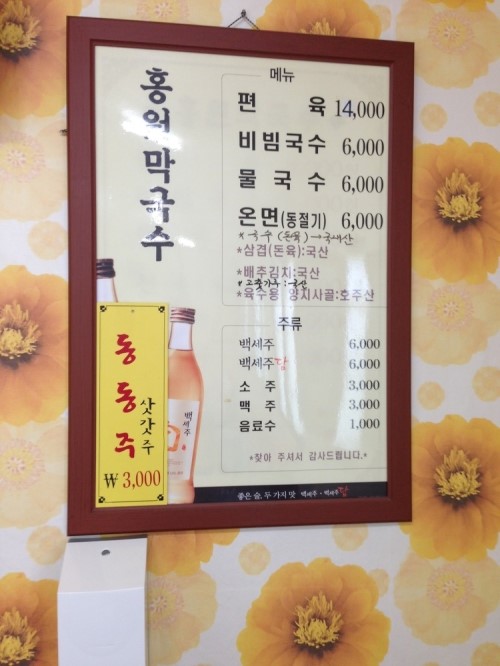 홍원막국수
메뉴
편 육 14,000
비빔국수 6,000
물 국 수 6,000
온 면 (동절기) 6,000
* 국수 (돈육) → 국내산
*삼겹(돈육):국산
*배추김치:국산
* 고춧가루 : 국산
*육수용 양지사골:호주산
주류
백세주 6,000
백세주담 6,000
소 주 3,000
맥 주 3,000
음료수 1,000
*찾아 주셔서 감사드립니다.*
동동주
삿갓주
₩ 3,000
백세주
좋은 술, 두 가지 맛 백세주 · 백세주담